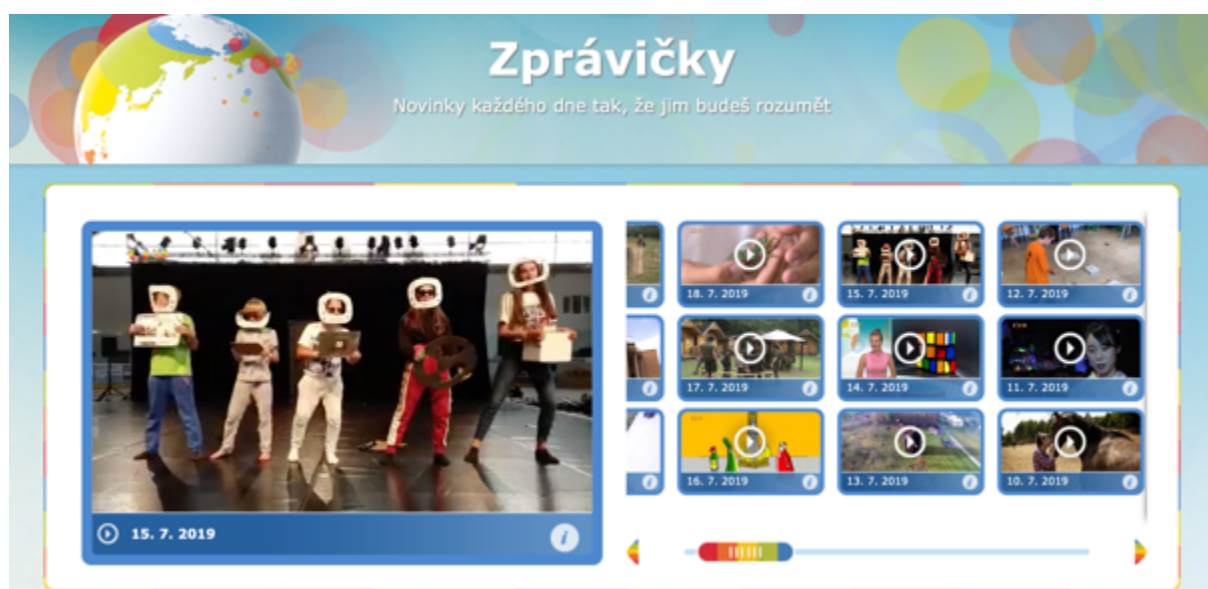 Zprávičky
Novinky každého dne tak, že jim budeš rozumět
15. 7. 2019
18. 7. 2019
15. 7. 2019
12. 7. 2019
17. 7. 2019
14. 7. 2019
11. 7. 2019
16. 7. 2019
13. 7. 2019
10. 7. 2019